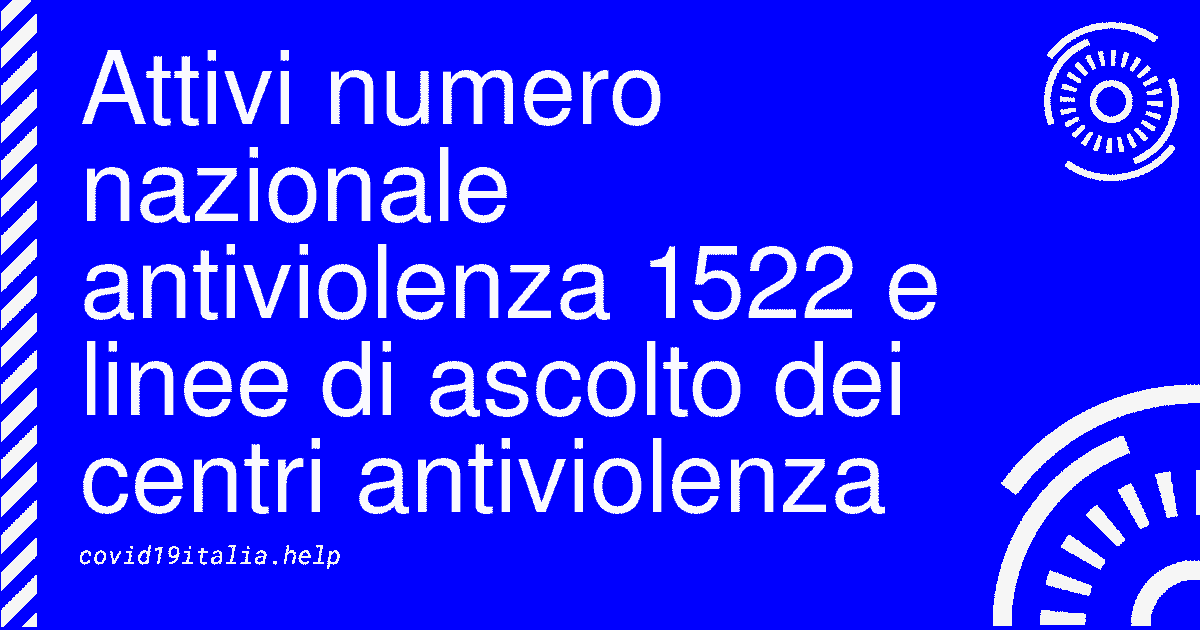 Attivi numero
nazionale
antiviolenza 1522 e
linee di ascolto dei
centri antiviolenza
covid19italia.help